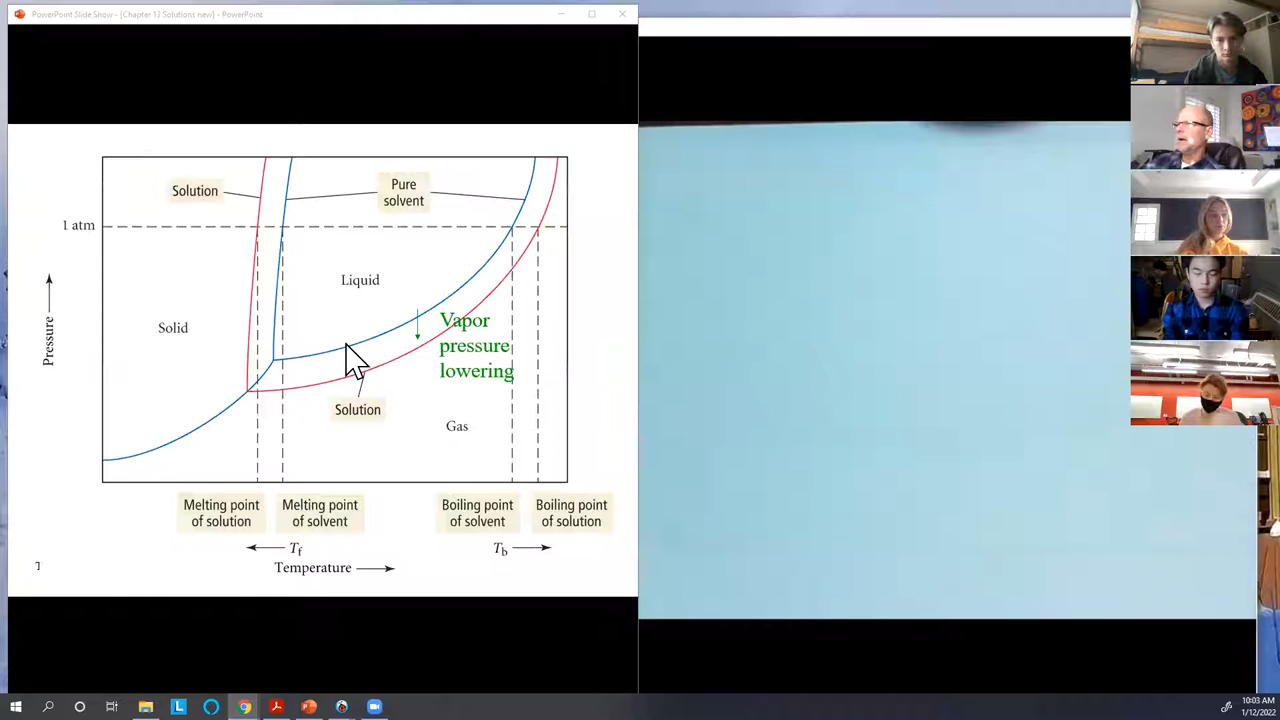 PowerPoint Slide Show - (Chapter 13 Solutions new) - PowerPoint
Solution
Pure
solvent
1 atm
Liquid
Solid
Vapor
pressure
lowering
Pressure
Solution
Gas
Melting point
of solution
Melting point
of solvent
Boiling point
of solvent
Boiling point
of solution
Tf
Tb
Temperature
T
L
10:03 AM
1/12/2022